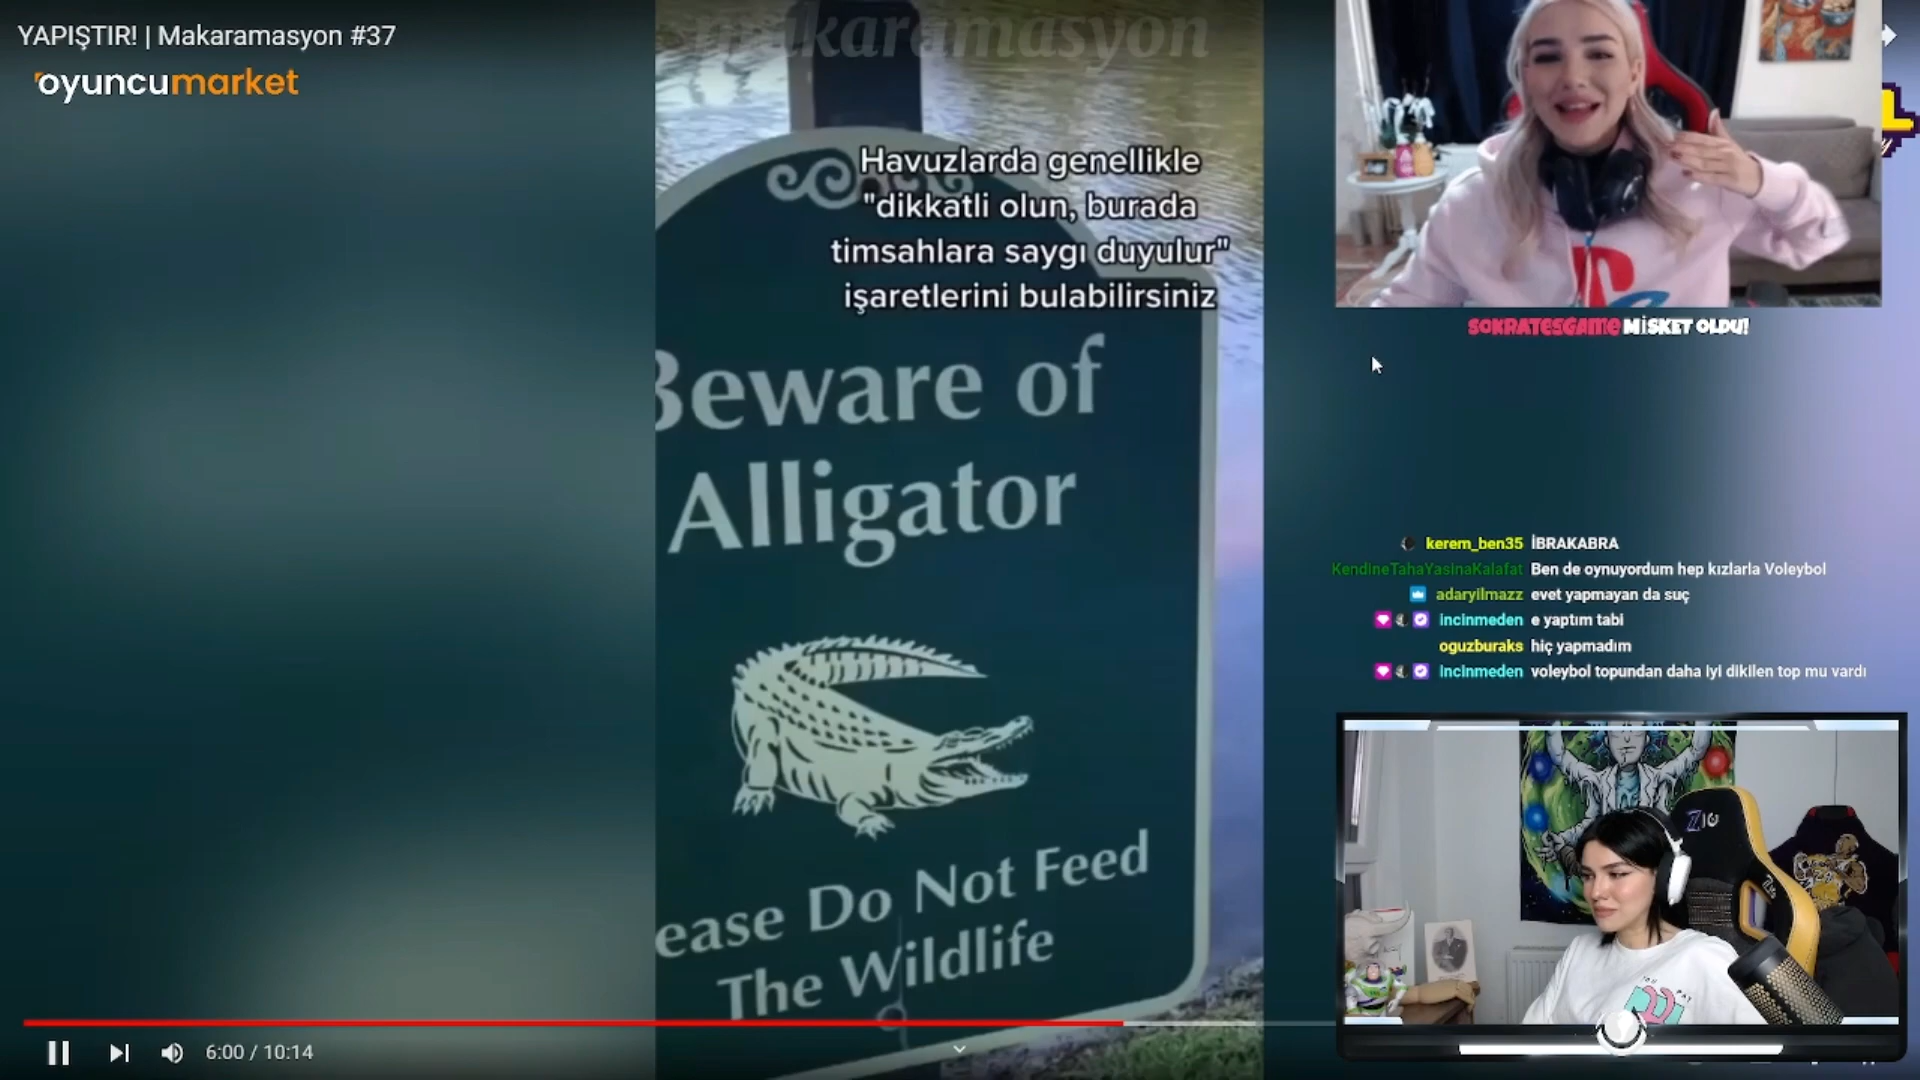 YAPIŞTIR! | Makaramasyon #37
oyuncumarket
makaramasyon
Havuzlarda genellikle
"dikkatli olun, burada
timsahlara saygı duyulur"
işaretlerini bulabilirsiniz
Beware of
Alligator
ease Do Not Feed
The Wildlife
SOKRATESGAME MİSKET OLDU!
kerem_ben35 İBRAKABRA
KendineTahaYasinaKalafat Ben de oynuyordum hep kızlarla Voleybol
adaryilmazz evet yapmayan da suç
incinmeden e yaptım tabi
oguzburaks hiç yapmadım
incinmeden voleybol topundan daha iyi dikilen top mu vardı
YOU PAY
6:00 / 10:14